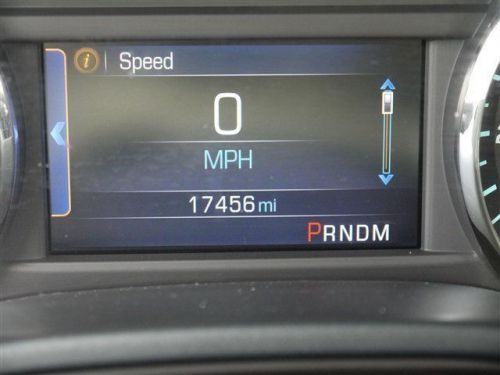 i Speed
0
MPH
17456 mi
PRNDM